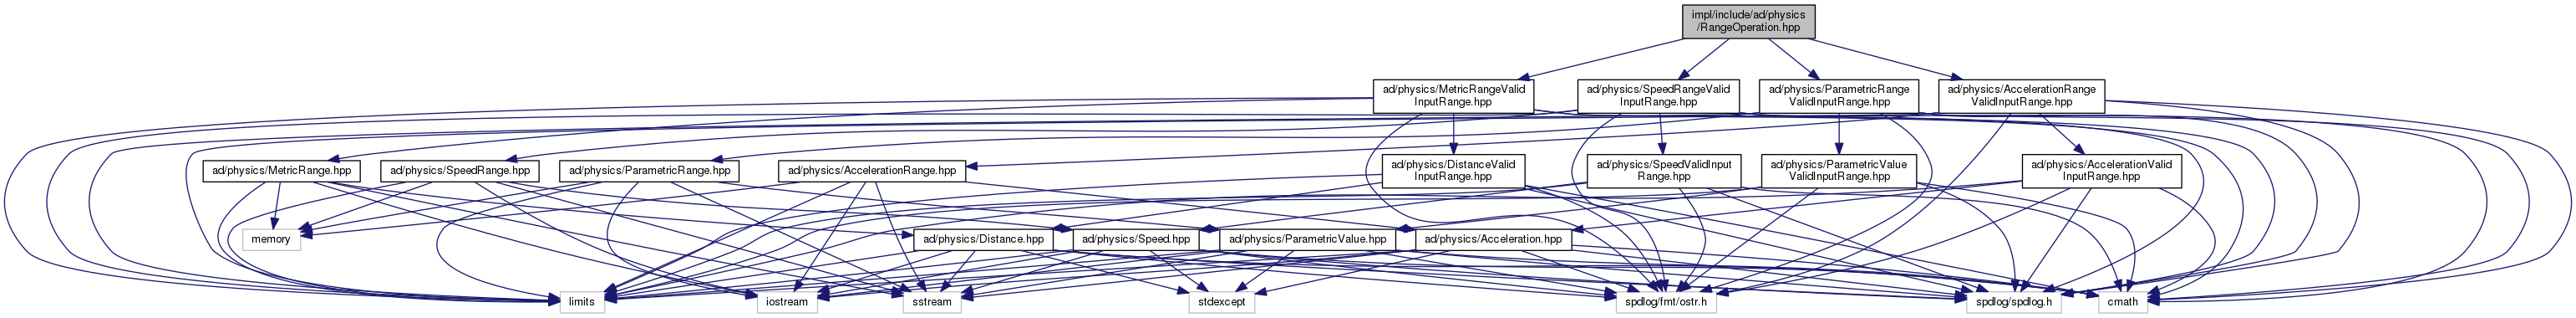 impl/include/ad/physics
/RangeOperation.hpp
ad/physics/MetricRangeValid
InputRange.hpp
ad/physics/SpeedRangeValid
InputRange.hpp
ad/physics/ParametricRange
ValidInputRange.hpp
ad/physics/AccelerationRange
ValidInputRange.hpp
ad/physics/MetricRange.hpp
ad/physics/SpeedRange.hpp
ad/physics/ParametricRange.hpp
ad/physics/AccelerationRange.hpp
ad/physics/DistanceValid
InputRange.hpp
ad/physics/SpeedValidInput
Range.hpp
ad/physics/ParametricValue
ValidInputRange.hpp
ad/physics/AccelerationValid
InputRange.hpp
memory
ad/physics/Distance.hpp
ad/physics/Speed.hpp
ad/physics/ParametricValue.hpp
ad/physics/Acceleration.hpp
limits
iostream
sstream
stdexcept
spdlog/fmt/ostr.h
spdlog/spdlog.h
cmath